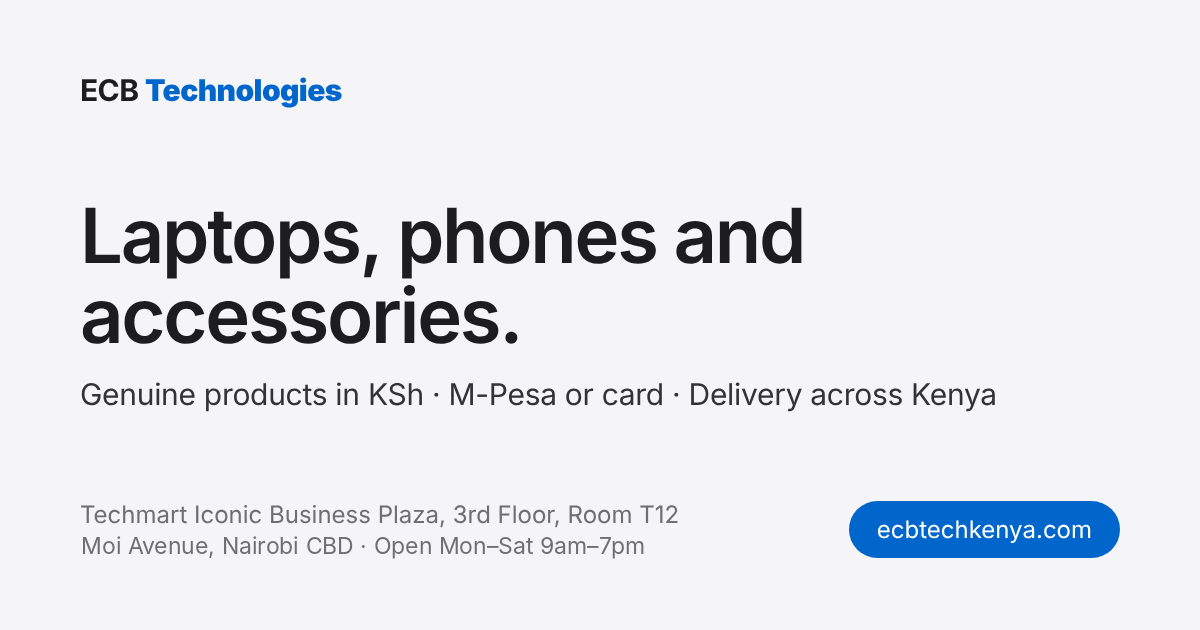 ECB Technologies
Laptops, phones and
accessories.
Genuine products in KSh · M-Pesa or card · Delivery across Kenya
Techmart Iconic Business Plaza, 3rd Floor, Room T12
Moi Avenue, Nairobi CBD · Open Mon–Sat 9am–7pm
ecbtechkenya.com